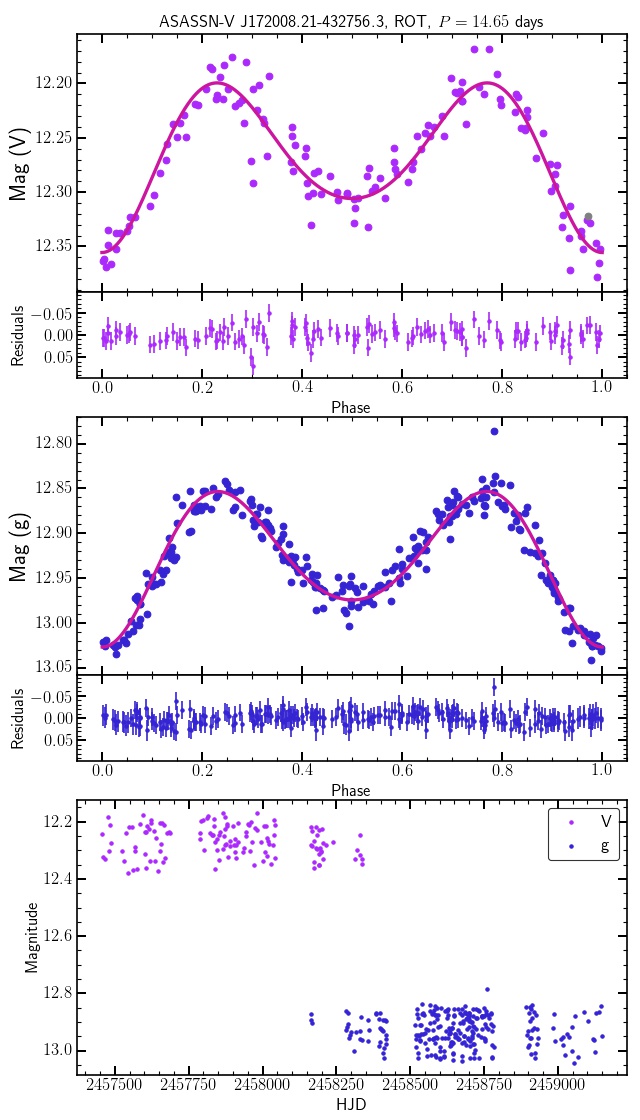 ASASSN-V J172008.21-432756.3, ROT, P = 14.65 days
Mag (V)
12.20
12.25
12.30
12.35
Residuals
−0.05
0.00
0.05
0.0 0.2 0.4 0.6 0.8 1.0
Phase
Mag (g)
12.80
12.85
12.90
12.95
13.00
13.05
Residuals
−0.05
0.00
0.05
0.0 0.2 0.4 0.6 0.8 1.0
Phase
Magnitude
12.2
12.4
12.6
12.8
13.0
V
g
2457500 2457750 2458000 2458250 2458500 2458750 2459000
HJD